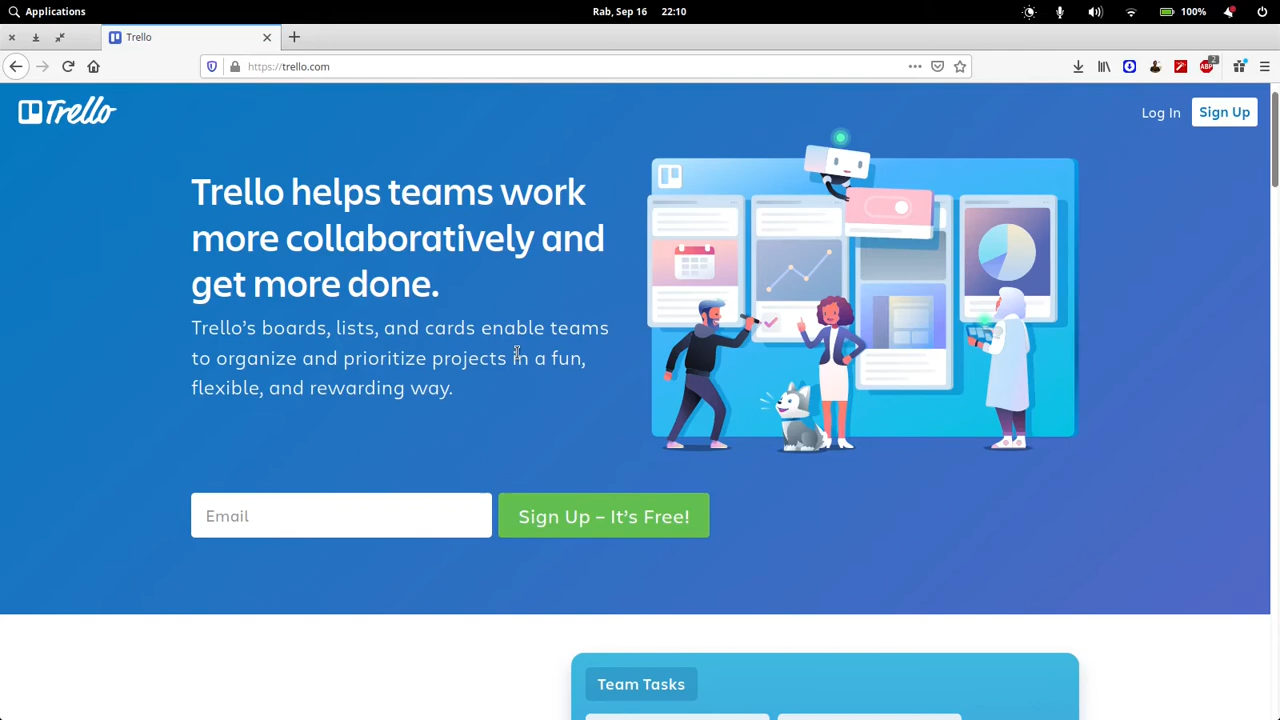 Applications
Rab, Sep 16 22:10
100%
Trello
https://trello.com
2
ABP
Trello
Log In
Sign Up
Trello helps teams work
more collaboratively and
get more done.
Trello’s boards, lists, and cards enable teams
to organize and prioritize projects in a fun,
flexible, and rewarding way.
Email
Sign Up – It’s Free!
Team Tasks